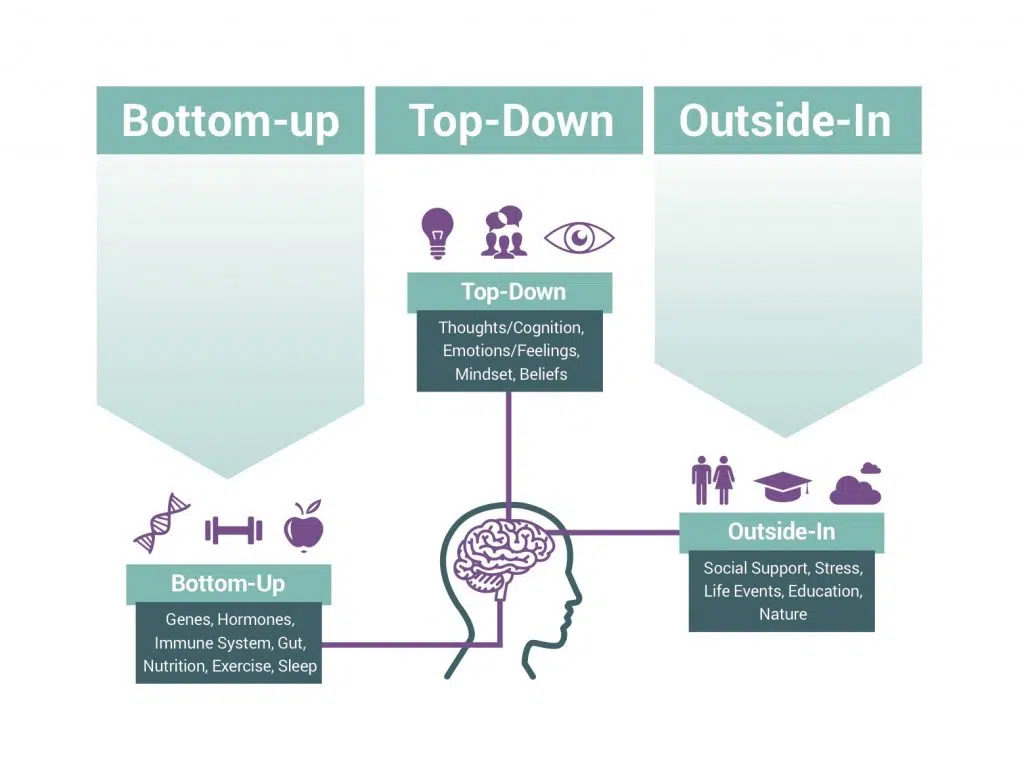 Bottom-up
Top-Down
Outside-In
Top-Down
Thoughts/Cognition,
Emotions/Feelings,
Mindset, Beliefs
Outside-In
Social Support, Stress,
Life Events, Education,
Nature
Bottom-Up
Genes, Hormones,
Immune System, Gut,
Nutrition, Exercise, Sleep